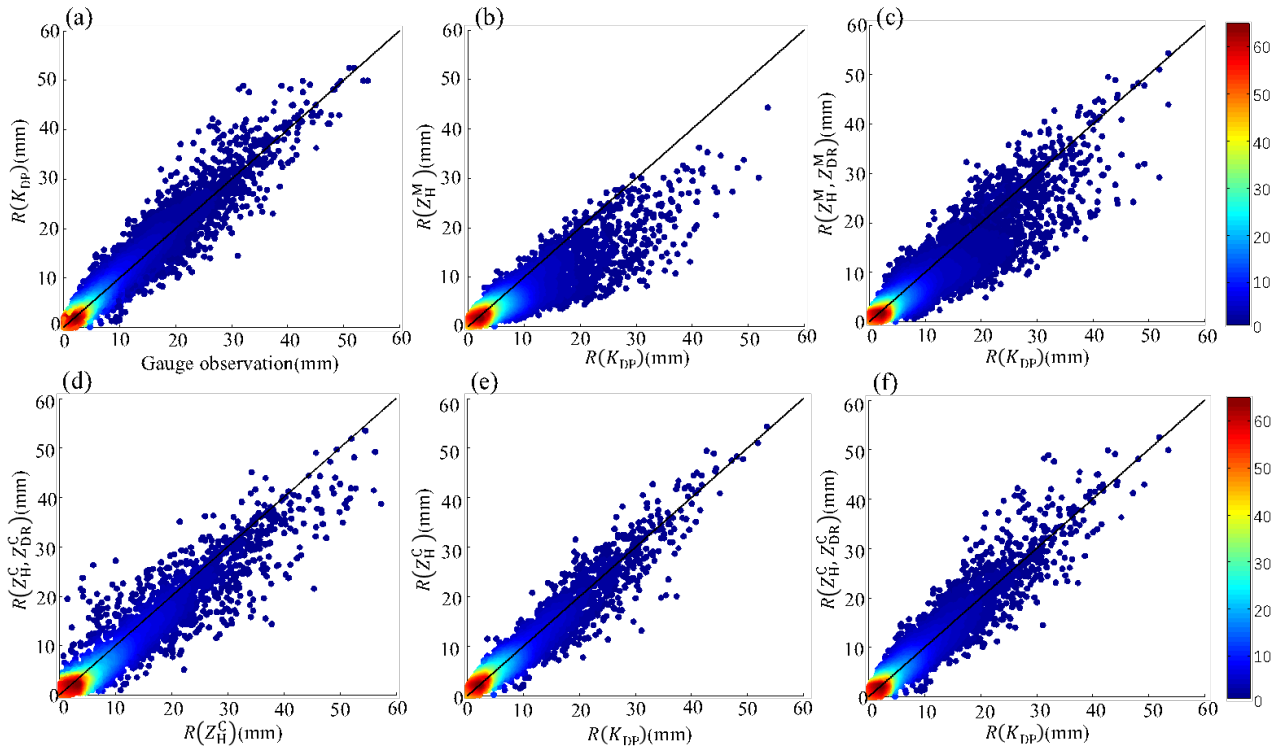 (a)
(b)
(c)
60
50
40
30
20
10
0
R(K_DP)(mm)
0 10 20 30 40 50 60
Gauge observation(mm)
60
50
40
30
20
10
0
R(Z_H^M)(mm)
0 10 20 30 40 50 60
R(K_DP)(mm)
60
50
40
30
20
10
0
R(Z_H^M, Z_DR^M)(mm)
0 10 20 30 40 50 60
R(K_DP)(mm)
60
50
40
30
20
10
0
(d)
(e)
(f)
60
50
40
30
20
10
0
R(Z_H^C, Z_DR^C)(mm)
0 10 20 30 40 50 60
R(Z_H^C)(mm)
60
50
40
30
20
10
0
R(Z_H^C)(mm)
0 10 20 30 40 50 60
R(K_DP)(mm)
60
50
40
30
20
10
0
R(Z_H^C, Z_DR^C)(mm)
0 10 20 30 40 50 60
R(K_DP)(mm)
60
50
40
30
20
10
0